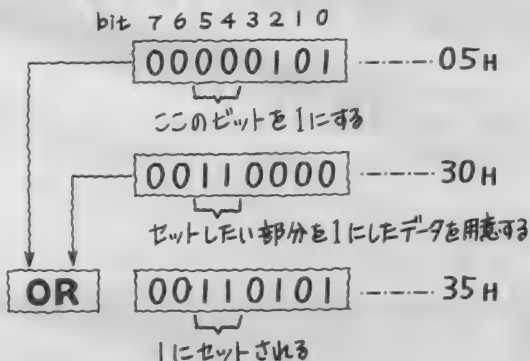 bit 7 6 5 4 3 2 1 0
00000101 05H
ここのビットを1にする
00110000 30H
セットしたい部分を1にしたデータを用意する
OR 00110101 35H
1にセットされる